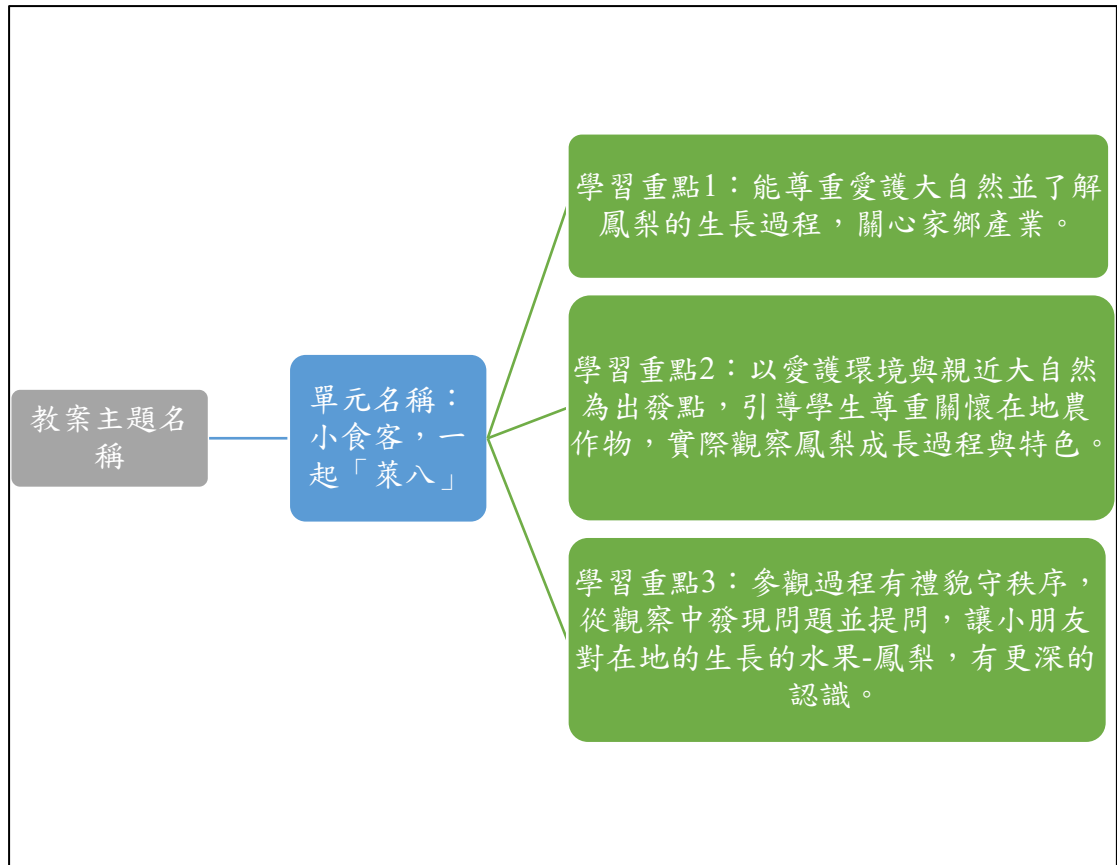 教案主題名
稱
單元名稱：
小食客，一
起「萊八」
學習重點1：能尊重愛護大自然並了解
鳳梨的生長過程，關心家鄉產業。
學習重點2：以愛護環境與親近大自然
為出發點，引導學生尊重關懷在地農
作物，實際觀察鳳梨成長過程與特色。
學習重點3：參觀過程有禮貌守秩序，
從觀察中發現問題並提問，讓小朋友
對在地的生長的水果-鳳梨，有更深的
認識。